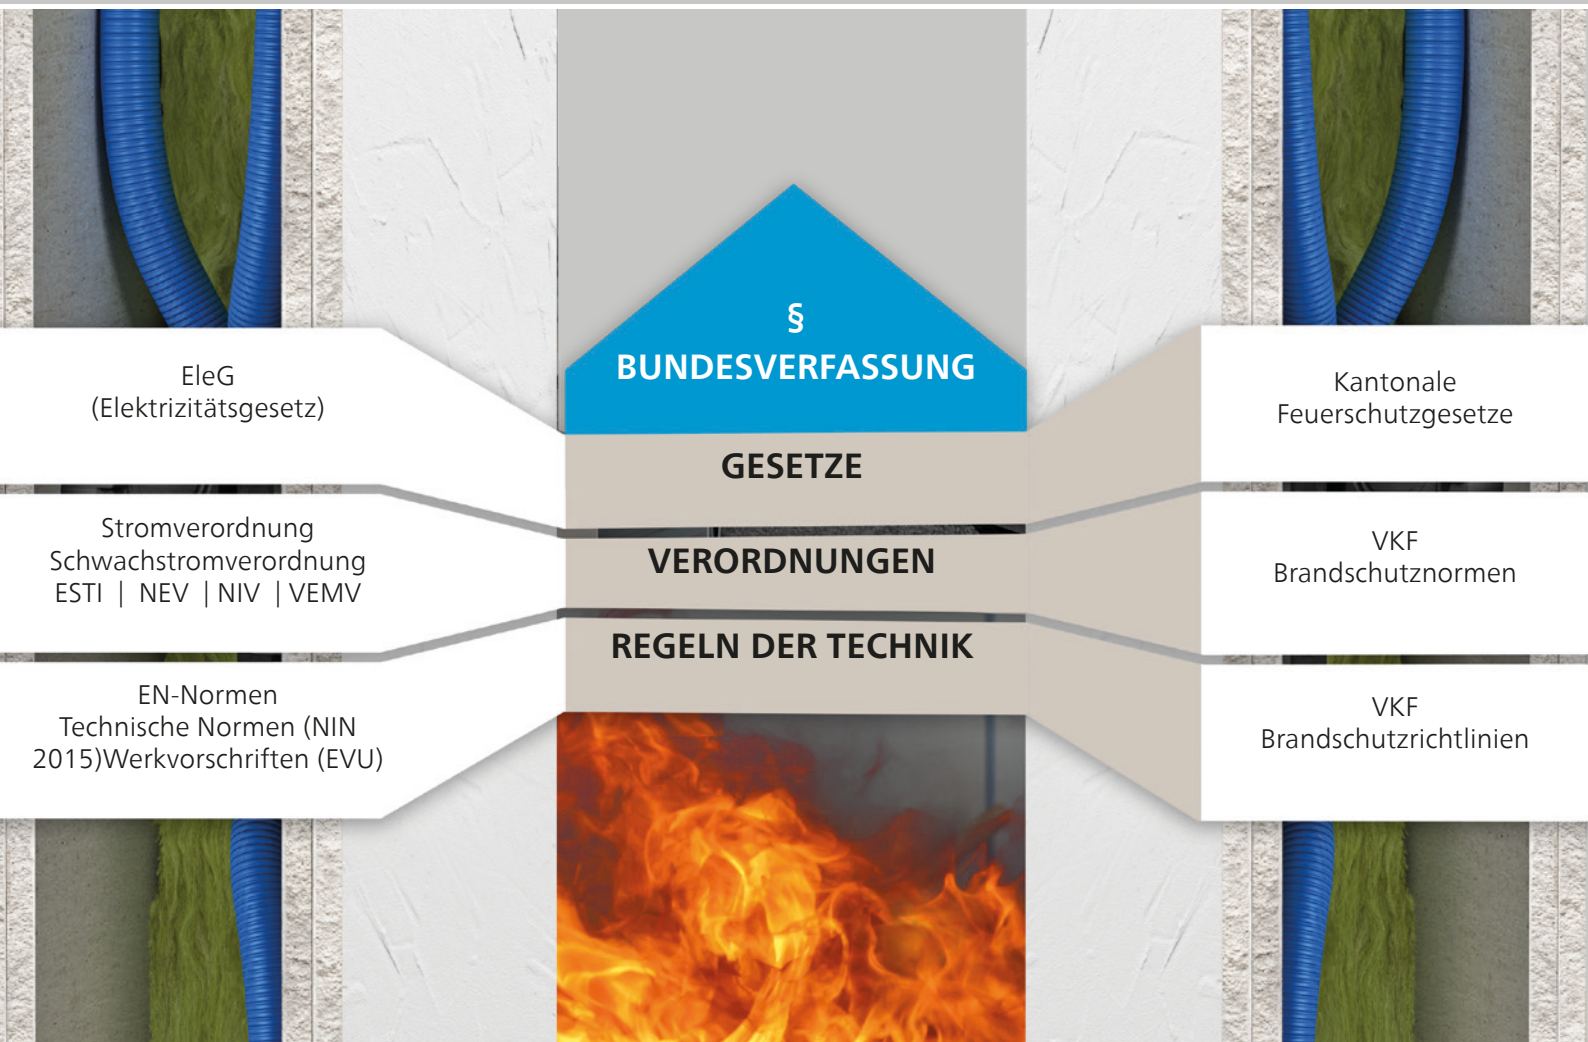 §
BUNDESVERFASSUNG
EleG
(Elektrizitätsgesetz)
GESETZE
Kantonale
Feuerschutzgesetze
Stromverordnung
Schwachstromverordnung
ESTI | NEV | NIV | VEMV
VERORDNUNGEN
VKF
Brandschutznormen
EN-Normen
Technische Normen (NIN
2015)Werkvorschriften (EVU)
REGELN DER TECHNIK
VKF
Brandschutzrichtlinien